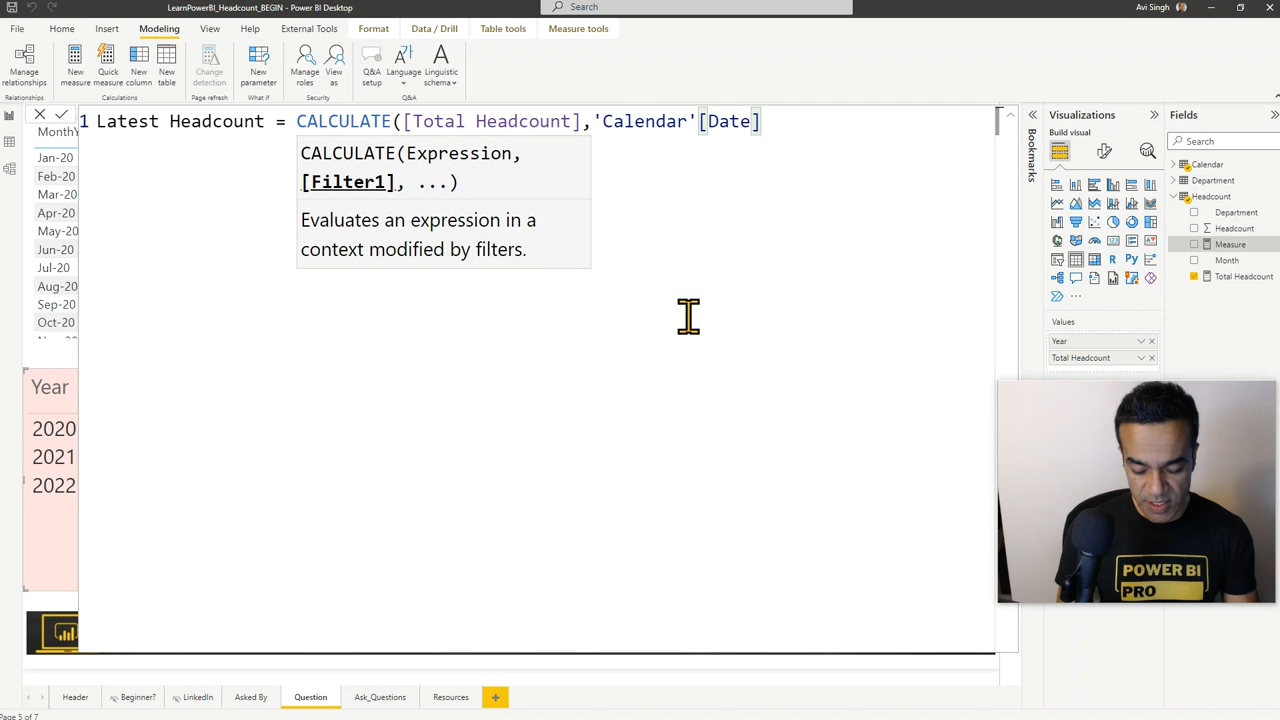 LearnPowerBI_Headcount_BEGIN - Power BI Desktop
Search
Avi Singh
File Home Insert Modeling View Help External Tools Format Data / Drill Table tools Measure tools
Manage relationships
New measure
Quick measure
New column
New table
Change detection
New parameter
Manage roles
View as
Q&A setup
Language
Linguistic schema
Relationships
Calculations
Page refresh
What if
Security
Q&A
1 Latest Headcount = CALCULATE([Total Headcount],'Calendar'[Date]
CALCULATE(Expression,
[Filter1], ...)
Evaluates an expression in a
context modified by filters.
MonthY
Jan-20
Feb-20
Mar-20
Apr-20
May-20
Jun-20
Jul-20
Aug-20
Sep-20
Oct-20
Year
2020
2021
2022
Bookmarks
Visualizations
Build visual
Values
Year
Total Headcount
Fields
Search
Calendar
Department
Headcount
Department
Headcount
Measure
Month
Total Headcount
POWER BI
PRO
Header Beginner? LinkedIn Asked By Question Ask_Questions Resources
Page 5 of 7